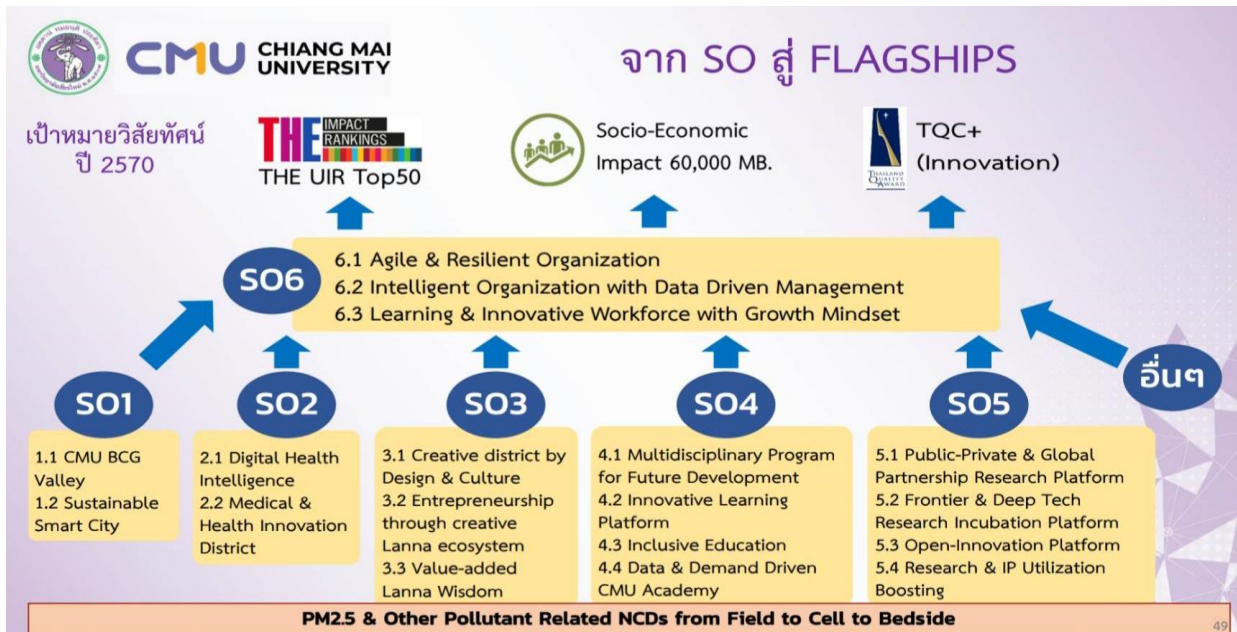 CMU CHIANG MAI
UNIVERSITY
จาก SO สู่ FLAGSHIPS
เป้าหมายวิสัยทัศน์
ปี 2570
THE IMPACT
RANKINGS
THE UIR Top50
Socio-Economic
Impact 60,000 MB.
THAILAND
QUALITY
AWARD
TQC+
(Innovation)
SO6
6.1 Agile & Resilient Organization
6.2 Intelligent Organization with Data Driven Management
6.3 Learning & Innovative Workforce with Growth Mindset
อื่นๆ
SO1
1.1 CMU BCG
Valley
1.2 Sustainable
Smart City
SO2
2.1 Digital Health
Intelligence
2.2 Medical &
Health Innovation
District
SO3
3.1 Creative district by
Design & Culture
3.2 Entrepreneurship
through creative
Lanna ecosystem
3.3 Value-added
Lanna Wisdom
SO4
4.1 Multidisciplinary Program
for Future Development
4.2 Innovative Learning
Platform
4.3 Inclusive Education
4.4 Data & Demand Driven
CMU Academy
SO5
5.1 Public-Private & Global
Partnership Research Platform
5.2 Frontier & Deep Tech
Research Incubation Platform
5.3 Open-Innovation Platform
5.4 Research & IP Utilization
Boosting
PM2.5 & Other Pollutant Related NCDs from Field to Cell to Bedside
49